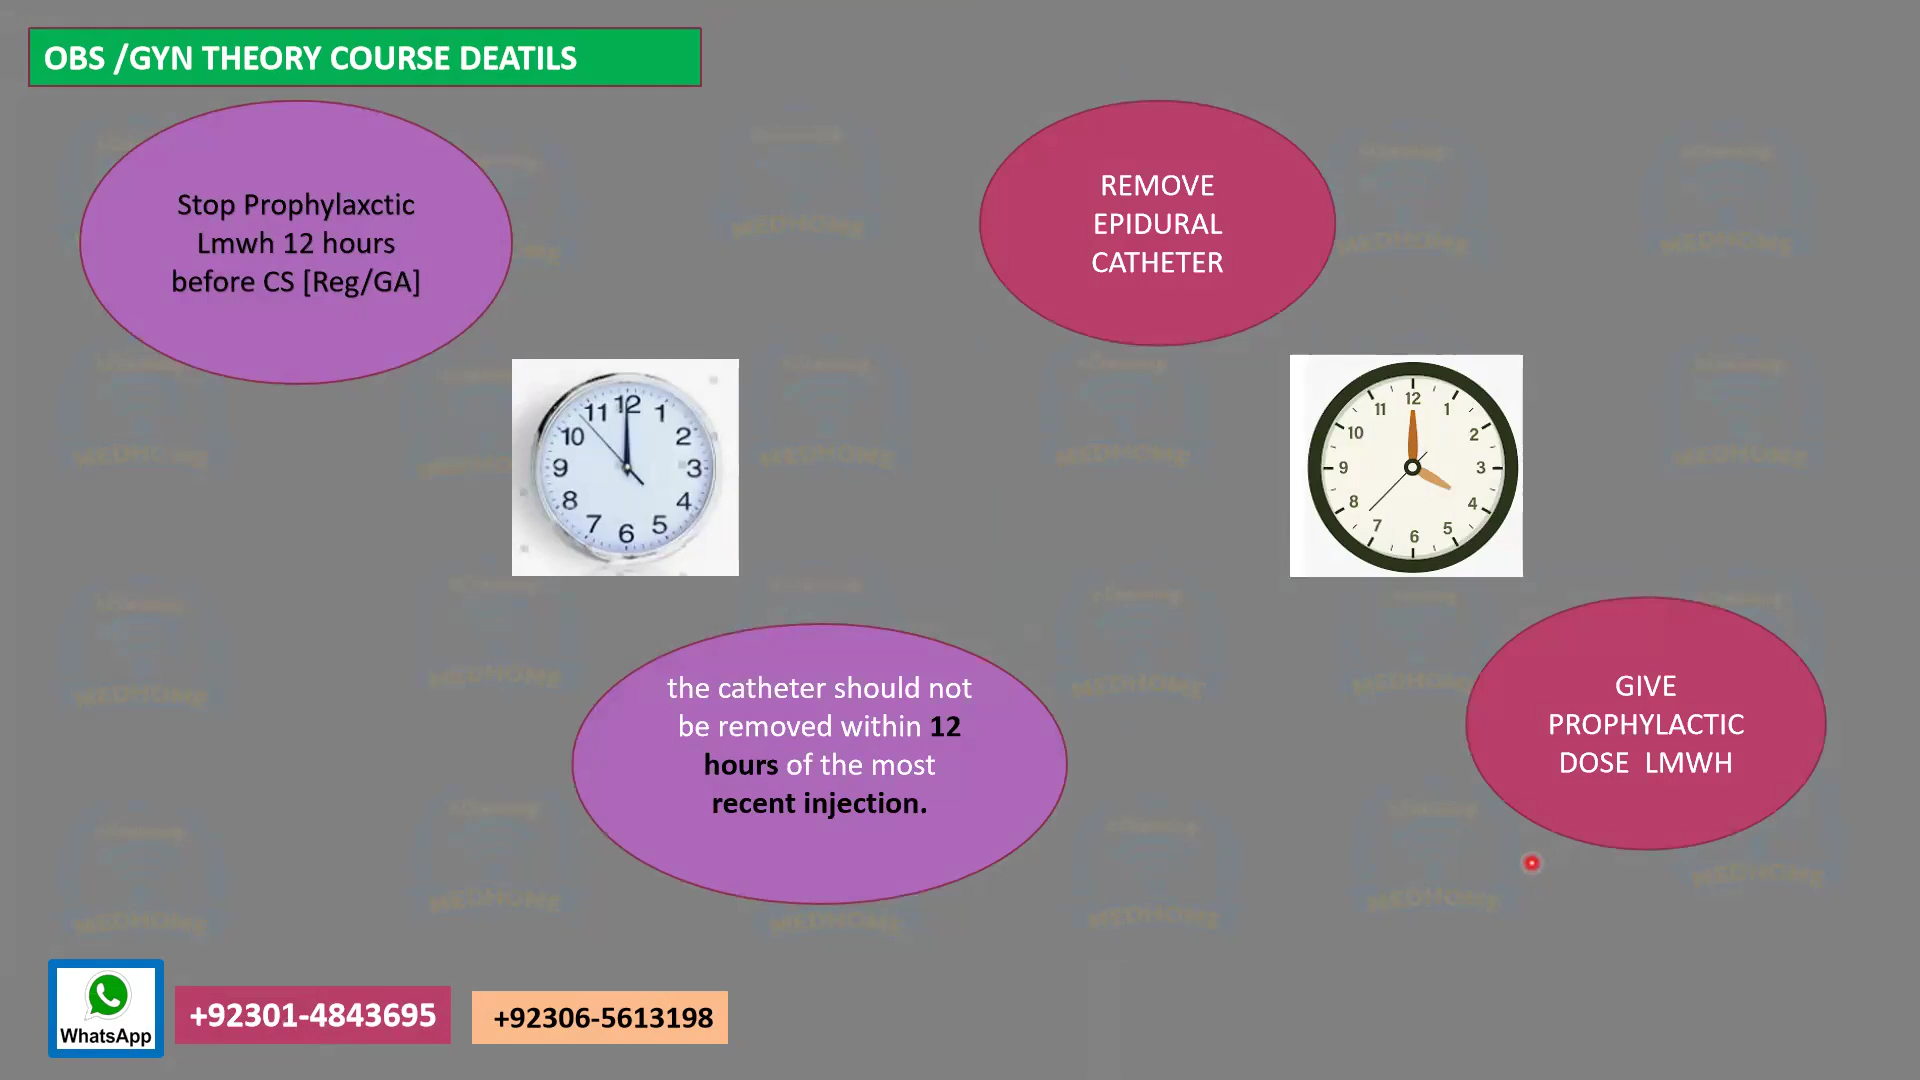 OBS /GYN THEORY COURSE DEATILS
Stop Prophylaxctic
Lmwh 12 hours
before CS [Reg/GA]
REMOVE
EPIDURAL
CATHETER
12
1
2
3
4
5
6
7
8
9
10
11
12
1
2
3
4
5
6
7
8
9
10
11
the catheter should not
be removed within 12
hours of the most
recent injection.
GIVE
PROPHYLACTIC
DOSE LMWH
WhatsApp
+92301-4843695
+92306-5613198
MEDHOME